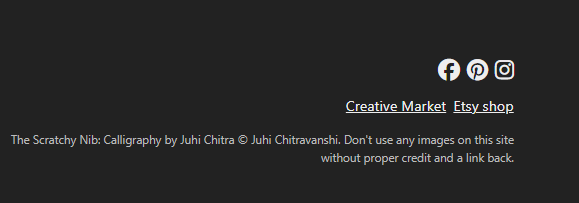 Creative Market Etsy shop
The Scratchy Nib: Calligraphy by Juhi Chitra © Juhi Chitravanshi. Don't use any images on this site
without proper credit and a link back.